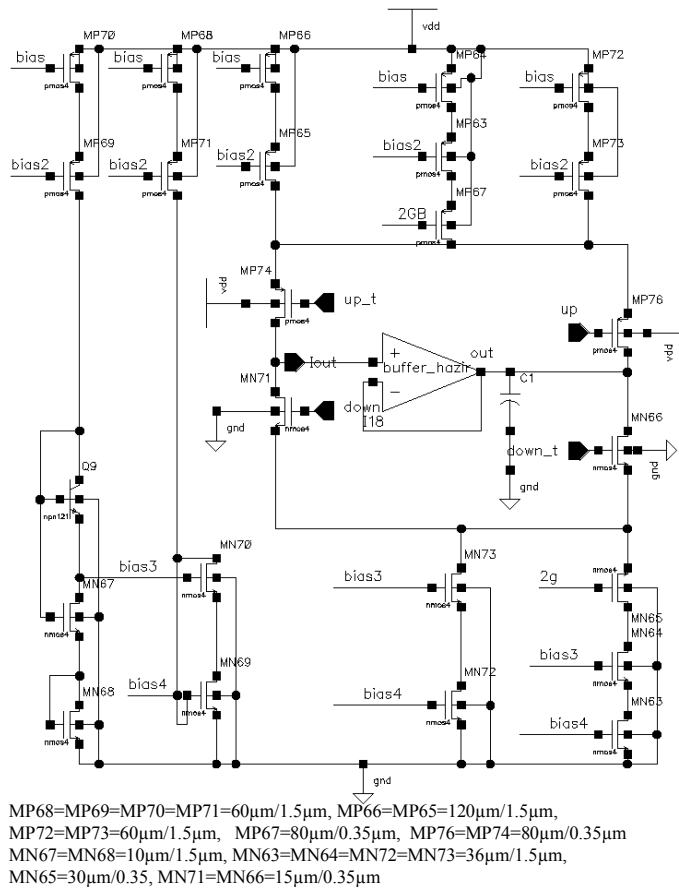 MP70
MP68
MP66
vdd
MP64
MP72
bias
bias
bias
bias
bias
pmos4
pmos4
pmos4
pmos4
pmos4
MP69
MP71
MP65
MP63
MP73
bias2
bias2
bias2
bias2
bias2
pmos4
pmos4
pmos4
pmos4
pmos4
MP67
2GB
pmos4
MP74
MP76
vdd
up_t
up
vdd
pmos4
pmos4
Iout
+
buffer_hazir
out
-
I18
C1
MN71
down
gnd
nmos4
MN66
down_t
gnd
nmos4
gnd
Q9
npn121
MN70
MN73
bias3
bias3
2g
nmos4
nmos4
nmos4
MN67
MN65
MN64
nmos4
bias3
nmos4
MN69
MN72
MN63
bias4
bias4
bias4
MN68
nmos4
nmos4
nmos4
nmos4
gnd
MP68=MP69=MP70=MP71=60µm/1.5µm, MP66=MP65=120µm/1.5µm,
MP72=MP73=60µm/1.5µm, MP67=80µm/0.35µm, MP76=MP74=80µm/0.35µm
MN67=MN68=10µm/1.5µm, MN63=MN64=MN72=MN73=36µm/1.5µm,
MN65=30µm/0.35, MN71=MN66=15µm/0.35µm